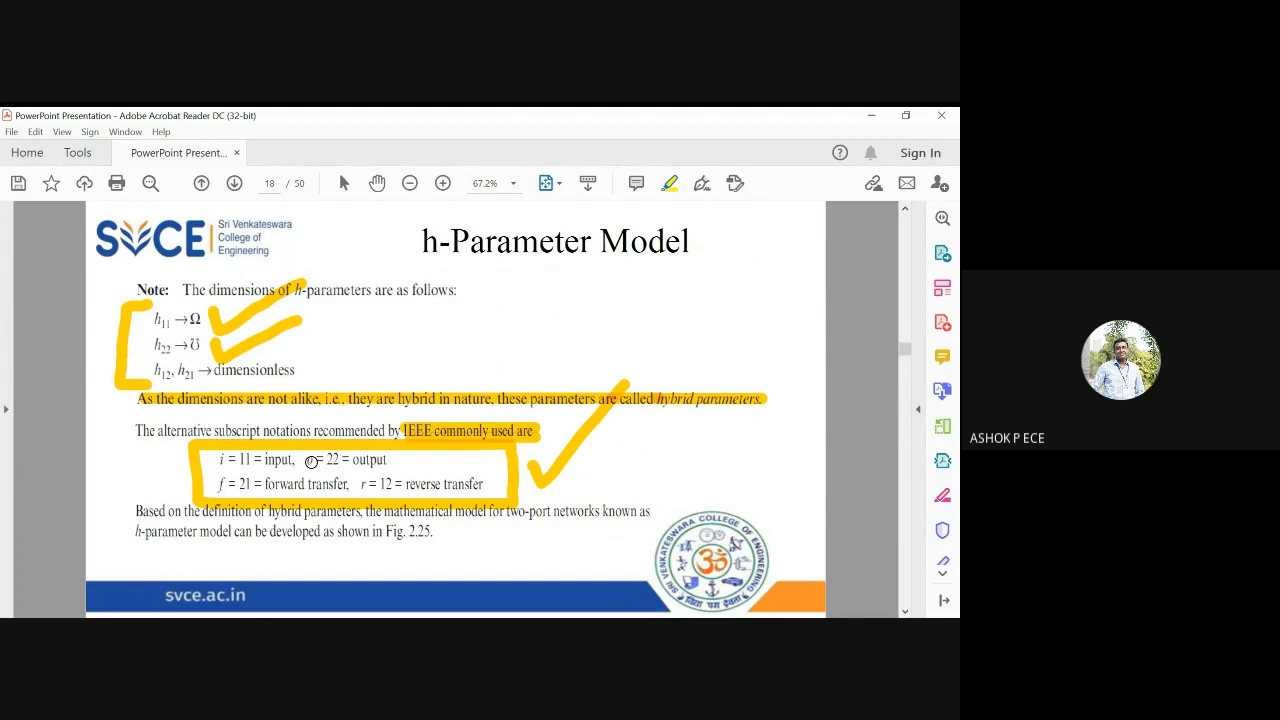 PowerPoint Presentation - Adobe Acrobat Reader DC (32-bit)
File Edit View Sign Window Help
Home Tools PowerPoint Present... × Sign In
18 / 50 67.2%
SVCE Sri Venkateswara
College of
Engineering
h-Parameter Model
Note: The dimensions of h-parameters are as follows:
h11 → Ω
h22 → ℧
h12, h21 → dimensionless
As the dimensions are not alike, i.e., they are hybrid in nature, these parameters are called hybrid parameters.
The alternative subscript notations recommended by IEEE commonly used are
i = 11 = input, o = 22 = output
f = 21 = forward transfer, r = 12 = reverse transfer
Based on the definition of hybrid parameters, the mathematical model for two-port networks known as
h-parameter model can be developed as shown in Fig. 2.25.
SRI VENKATESWARA COLLEGE OF ENGINEERING
svce.ac.in
ASHOK P ECE